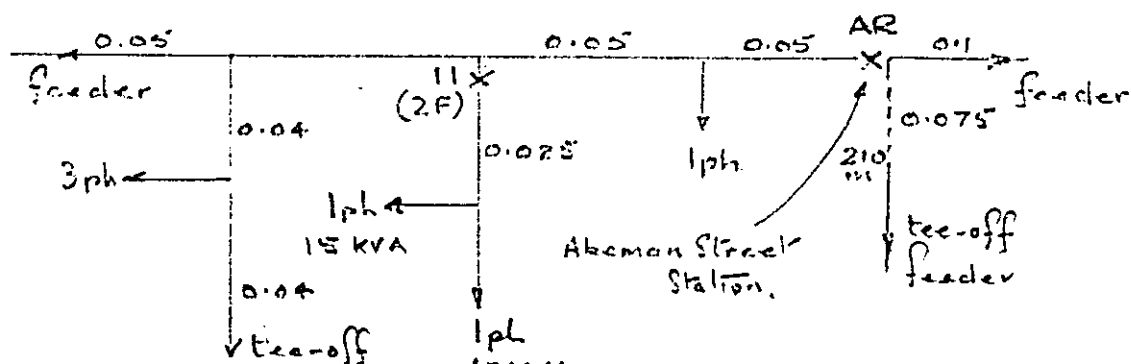 0.05
0.05
0.05
AR
0.1
feeder
11
(2F)
feeder
0.04
0.025
1ph
0.075
3ph
1ph
15 KVA
210
Akeman Street
Station.
tee-off
feeder
0.04
tee-off
1ph